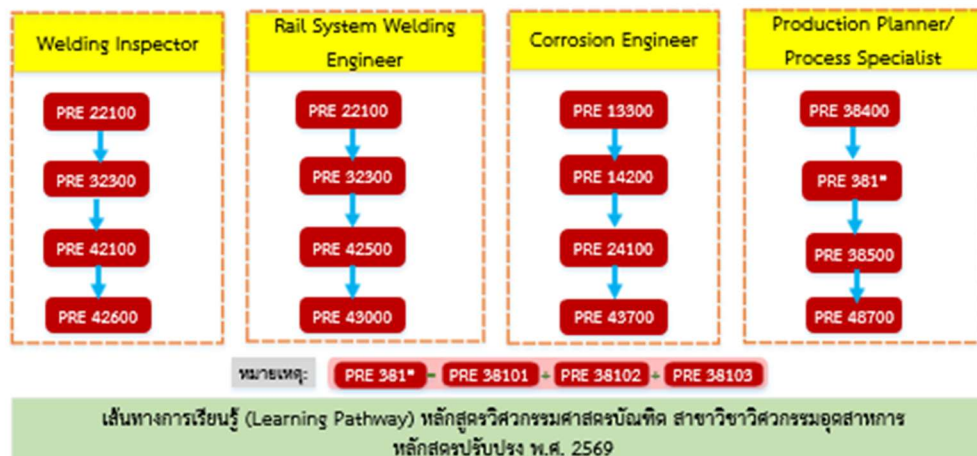 Welding Inspector
PRE 22100
PRE 32300
PRE 42100
PRE 42600
Rail System Welding
Engineer
PRE 22100
PRE 32300
PRE 42500
PRE 43000
Corrosion Engineer
PRE 13300
PRE 14200
PRE 24100
PRE 43700
Production Planner/
Process Specialist
PRE 38400
PRE 381**
PRE 38500
PRE 48700
หมายเหตุ: PRE 381** = PRE 38101 + PRE 38102 + PRE 38103
เส้นทางการเรียนรู้ (Learning Pathway) หลักสูตรวิศวกรรมศาสตรบัณฑิต สาขาวิชาวิศวกรรมอุตสาหการ
หลักสูตรปรับปรุง พ.ศ. 2569